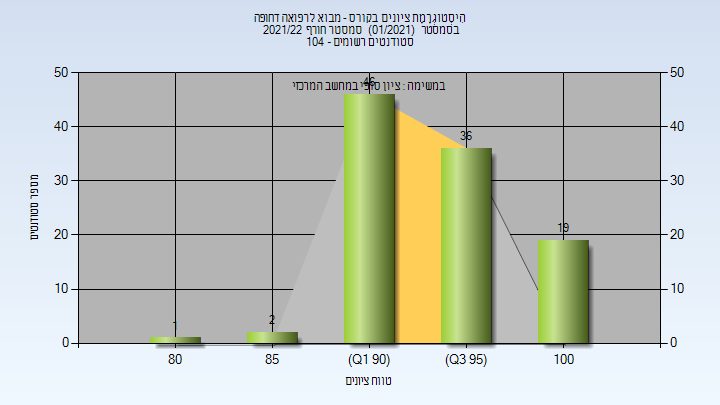 היסטוגרמת ציונים בקורס - מבוא לרפואה דחופה
בסמסטר (01/2021) סמסטר חורף 2021/22
סטודנטים רשומים - 104
במשימה : ציון סופי במחשב המרכזי
50
40
30
20
10
0
50
40
30
20
10
0
מספר סטודנטים
1
2
46
36
19
80
85
(Q1 90)
(Q3 95)
100
טווח ציונים